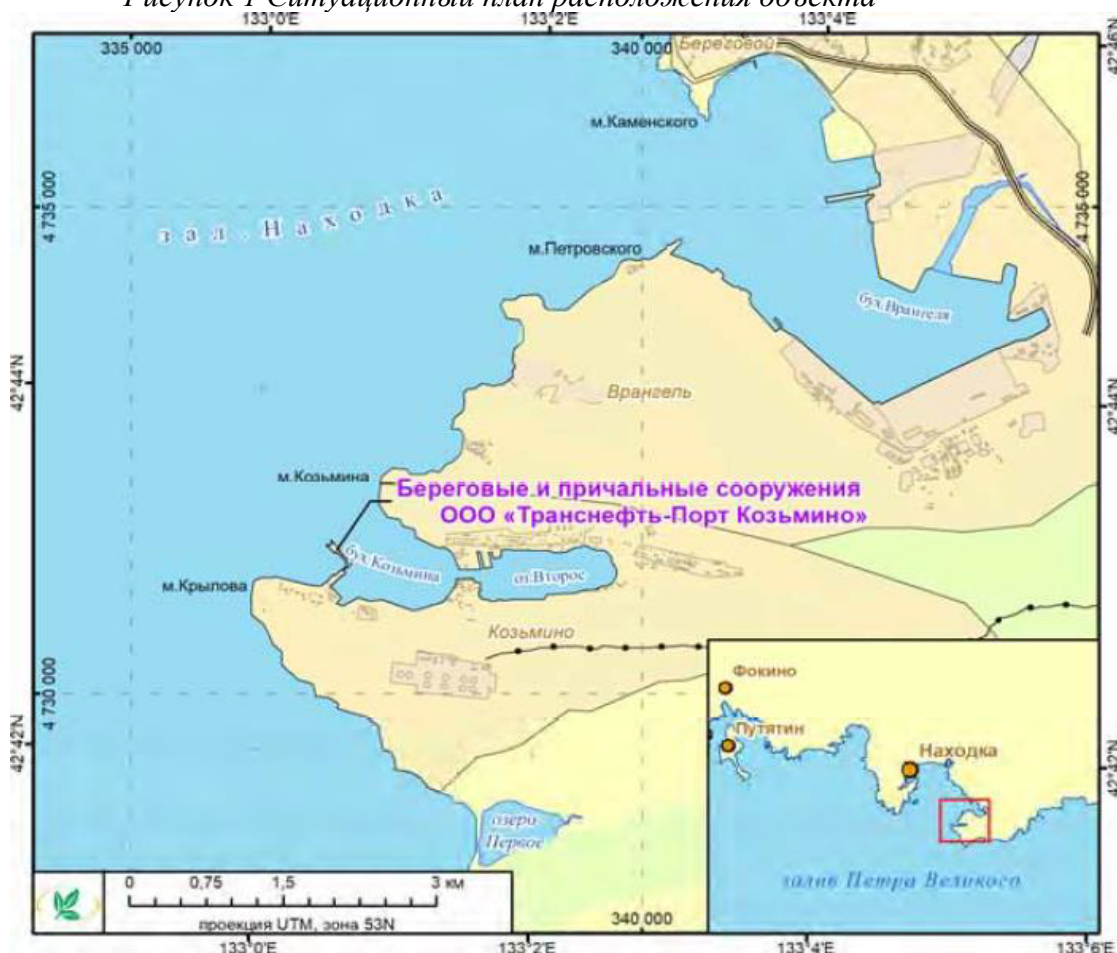 Рисунок 1 Ситуационный план расположения объекта
133°0'E
133°2'E
133°4'E
335 000
340 000
42°46'N
Береговой
м.Каменского
4 735 000
4 735 000
зал. Находка
м.Петровского
бух.Врангеля
42°44'N
42°44'N
Врангель
м.Козьмина
Береговые и причальные сооружения
ООО «Транснефть-Порт Козьмино»
бух.Козьмина
оз.Второе
м.Крылова
Козьмино
4 730 000
42°42'N
42°42'N
Фокино
Путятин
Находка
озеро
Первое
залив Петра Великого
0 0,75 1,5 3 км
проекция UTM, зона 53N
340 000
133°0'E
133°2'E
133°4'E
133°6'E